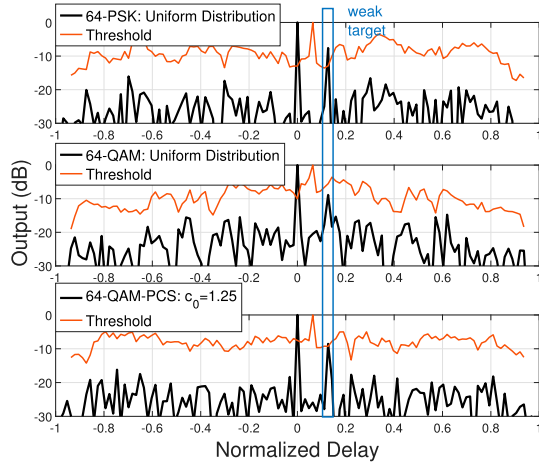 weak
target
64-PSK: Uniform Distribution
Threshold
0
-10
-20
-30
-1 -0.8 -0.6 -0.4 -0.2 0 0.2 0.4 0.6 0.8 1
64-QAM: Uniform Distribution
Threshold
0
-10
-20
-30
-1 -0.8 -0.6 -0.4 -0.2 0 0.2 0.4 0.6 0.8 1
64-QAM-PCS: c0=1.25
Threshold
0
-10
-20
-30
-1 -0.8 -0.6 -0.4 -0.2 0 0.2 0.4 0.6 0.8 1
Output (dB)
Normalized Delay